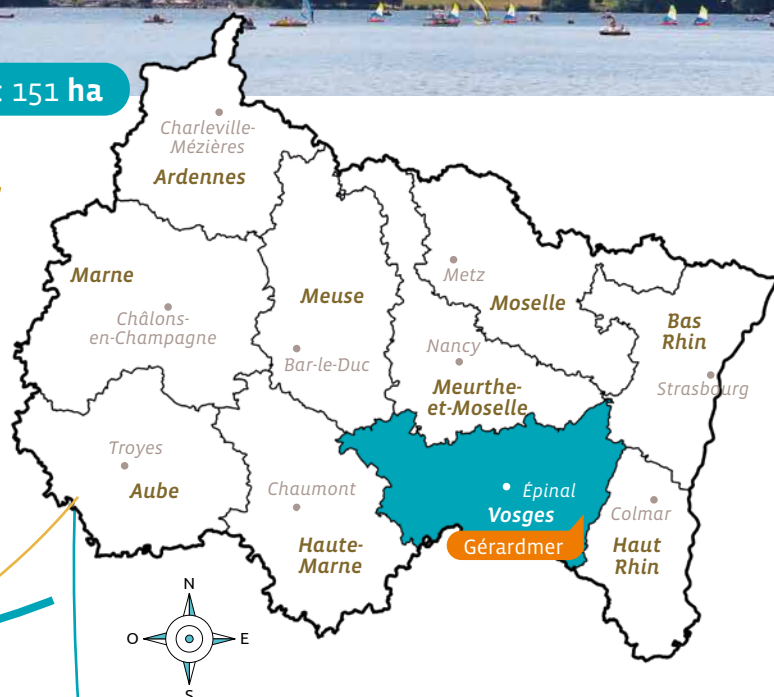 : 151 ha
Charleville-
Mézières
Ardennes
Marne
Châlons-
en-Champagne
Meuse
Bar-le-Duc
Metz
Moselle
Nancy
Meurthe-
et-Moselle
Bas
Rhin
Strasbourg
Troyes
Aube
Chaumont
Haute-
Marne
Épinal
Vosges
Gérardmer
Colmar
Haut
Rhin
N
O
E
S